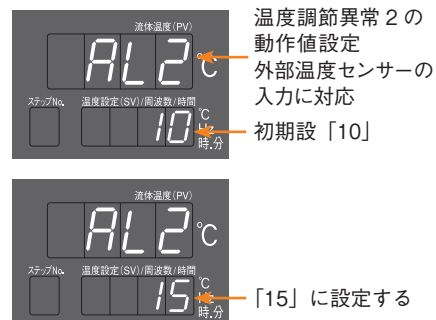 流体温度(PV)
AL2
℃
ステップNo.
温度設定(SV)/周波数/時間
10
℃
Hz
時.分
温度調節異常2の
動作値設定
外部温度センサーの
入力に対応
初期設「10」
流体温度(PV)
AL2
℃
ステップNo.
温度設定(SV)/周波数/時間
15
℃
Hz
時.分
「15」に設定する